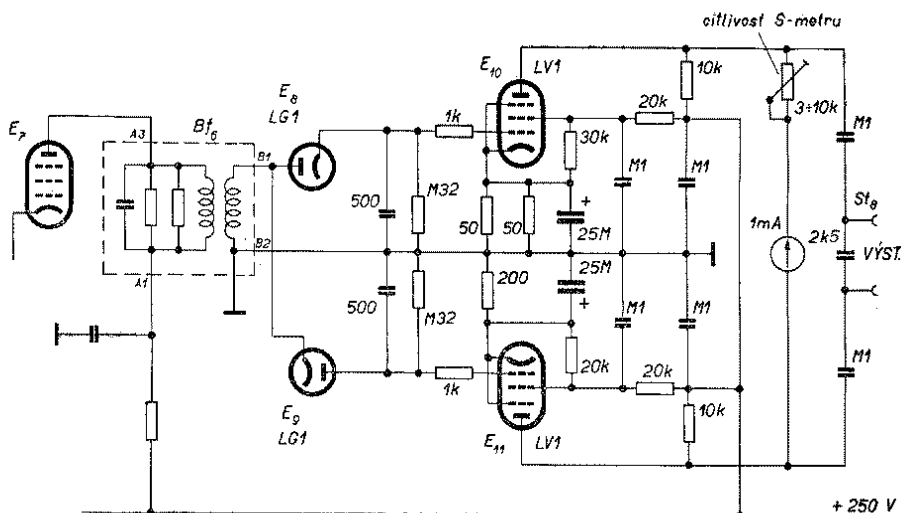 citlivost S-metru
E10
LV1
10k
20k
3÷10k
E8
LG1
1k
30k
M1
E7
A3
Bf6
B1
M32
M1
M1
St8
500
50
50
+
25M
1mA
2k5
VÝST.
B2
A1
200
25M
500
M32
+
M1
M1
M1
20k
20k
1k
E9
LG1
E11
LV1
10k
+ 250 V